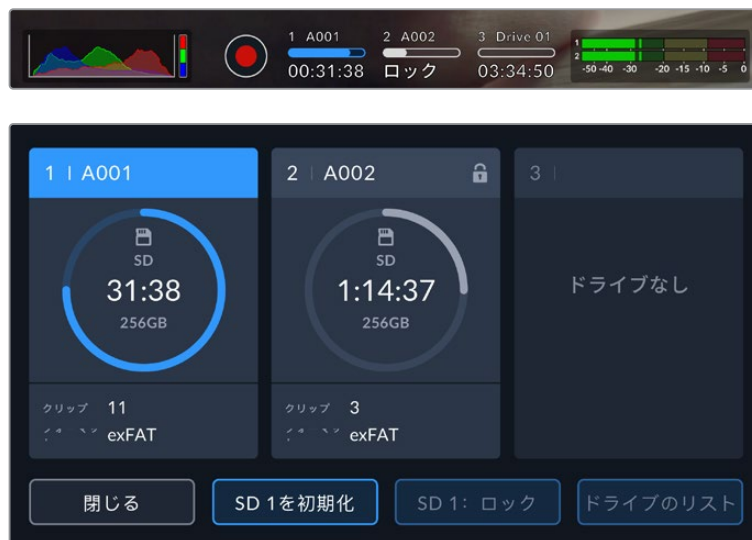 1 A001 2 A002 3 Drive 01
00:31:38 ロック 03:34:50
1
2
-50 -40 -30 -20 -15 -10 -5 0
1 | A001
2 | A002
3 |
SD
31:38
256GB
SD
1:14:37
256GB
ドライブなし
クリップ 11
exFAT
クリップ 3
exFAT
閉じる
SD 1を初期化
SD 1: ロック
ドライブのリスト